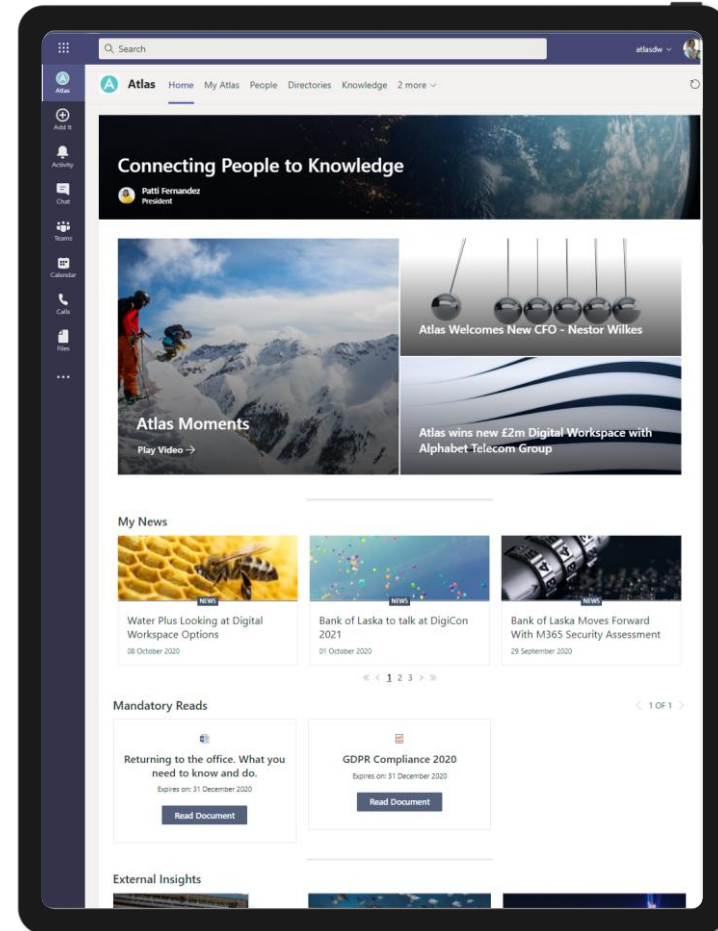 Search
atlasdw
Atlas
Add It
Activity
Chat
Teams
Calendar
Calls
Files
A Atlas Home My Atlas People Directories Knowledge 2 more
Connecting People to Knowledge
Patti Fernandez
President
Atlas Moments
Play Video →
Atlas Welcomes New CFO - Nestor Wilkes
Atlas wins new £2m Digital Workspace with
Alphabet Telecom Group
My News
NEWS
Water Plus Looking at Digital
Workspace Options
08 October 2020
NEWS
Bank of Laska to talk at DigiCon
2021
01 October 2020
NEWS
Bank of Laska Moves Forward
With M365 Security Assessment
29 September 2020
« < 1 2 3 > »
Mandatory Reads
< 1 OF 1 >
Returning to the office. What you
need to know and do.
Expires on: 31 December 2020
Read Document
GDPR Compliance 2020
Expires on: 31 December 2020
Read Document
External Insights